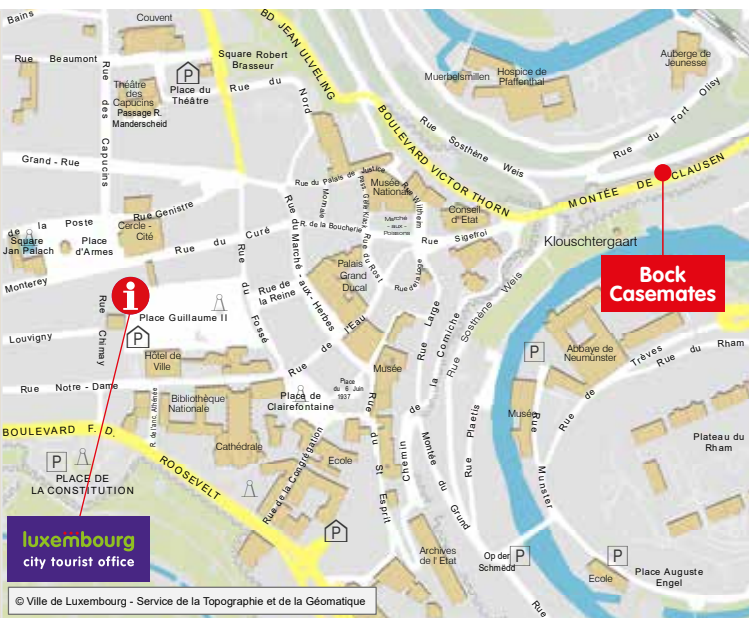 Bains
Couvent
BD JEAN ULVELING
Rue Beaumont
Rue des Capucins
Square Robert
Brasseur
P
Place du
Théâtre
Rue du Nord
Théâtre
des
Capucins
Passage R.
Manderscheid
Muerbelsmillen
Hospice de
Pfaffenthal
Auberge de
Jeunesse
Rue du Fort Olisy
Rue Sosthène Weis
BOULEVARD VICTOR THORN
MONTÉE DE CLAUSEN
Grand - Rue
Rue du Palais de Justice
Musée
National
Rue Wiltheim
Conseil
d'Etat
Marché
- aux -
Poissons
Rue Sigefroi
Klouschtergaart
Bock
Casemates
de la Poste
Rue Génistre
Cercle -
Cité
Square
Jan Palach
Place
d'Armes
Rue du Curé
R. de la Boucherie
Rue du Rost
Rue du Marché - aux - Herbes
Palais
Grand
Ducal
Monterey
i
Rue de
la Reine
Rue du Fossé
Place Guillaume II
Rue Chimay
Louvigny
P
Hôtel de
Ville
Rue de l'Eau
Rue Large
de la Corniche
Rue Sosthène Weis
P
Abbaye de
Neumünster
Rue de Trèves
Rue du Rham
Musée
Place
du 6 Juin
1937
Rue Notre - Dame
R. de l'anc. Athénée
Bibliothèque
Nationale
Place de
Clairefontaine
Cathédrale
BOULEVARD F. D. ROOSEVELT
Ecole
Rue de la Congrégation
Rue du St Esprit
Chemin
Montée du Grund
Rue Plaetis
Musée
Rue Munster
Plateau du
Rham
P
PLACE DE
LA CONSTITUTION
P
luxembourg
city tourist office
Archives
de l' Etat
Op der
Schmëdd
P
P
Rue
Ecole
Place Auguste
Engel
© Ville de Luxembourg - Service de la Topographie et de la Géomatique